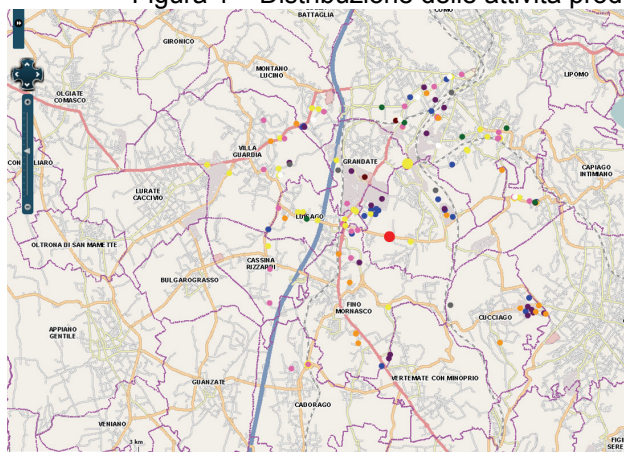 Figura 1 – Distribuzione delle attività prod
BATTAGLIA
COMO
GIRONICO
MONTANO
LUCINO
LIPOMO
OLGIATE
COMASCO
VILLA
GUARDIA
GRANDATE
CAPIAGO
INTIMIANO
LURATE
CACCIVIO
LUISAGO
OLTRONA DI SAN MAMETTE
CASSINA
RIZZARDI
BULGAROGRASSO
FINO
MORNASCO
CUCCIAGO
APPIANO
GENTILE
GUANZATE
VERTEMATE CON MINOPRIO
CADORAGO
VENIANO
1 km